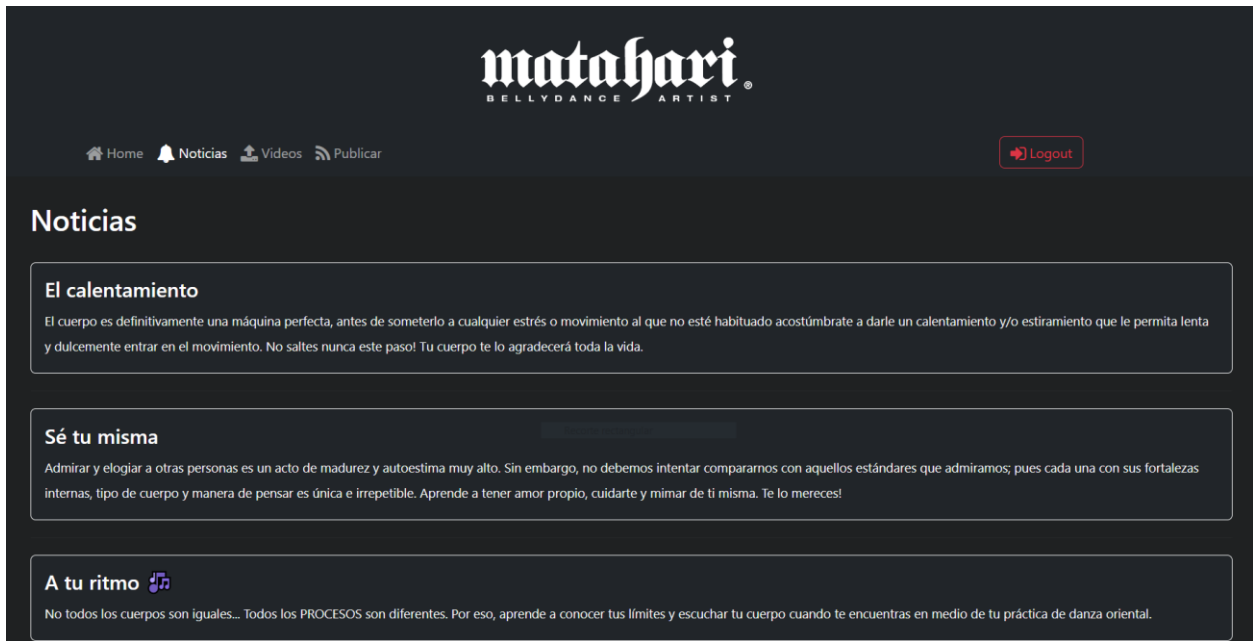 matahari®
BELLYDANCE ARTIST
Home Noticias Videos Publicar Logout
Noticias
El calentamiento
El cuerpo es definitivamente una máquina perfecta, antes de someterlo a cualquier estrés o movimiento al que no esté habituado acostúmbrate a darle un calentamiento y/o estiramiento que le permita lenta
y dulcemente entrar en el movimiento. No saltes nunca este paso! Tu cuerpo te lo agradecerá toda la vida.
Sé tu misma
Admirar y elogiar a otras personas es un acto de madurez y autoestima muy alto. Sin embargo, no debemos intentar compararnos con aquellos estándares que admiramos; pues cada una con sus fortalezas
internas, tipo de cuerpo y manera de pensar es única e irrepetible. Aprende a tener amor propio, cuidarte y mimar de ti misma. Te lo mereces!
A tu ritmo 🎶
No todos los cuerpos son iguales... Todos los PROCESOS son diferentes. Por eso, aprende a conocer tus límites y escuchar tu cuerpo cuando te encuentras en medio de tu práctica de danza oriental.